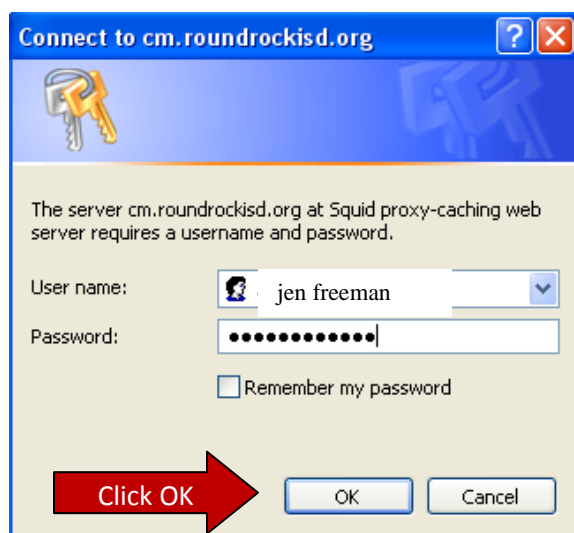 Connect to cm.roundrockisd.org
The server cm.roundrockisd.org at Squid proxy-caching web
server requires a username and password.
User name:
jen freeman
Password:
••••••••••••
Remember my password
Click OK
OK
Cancel